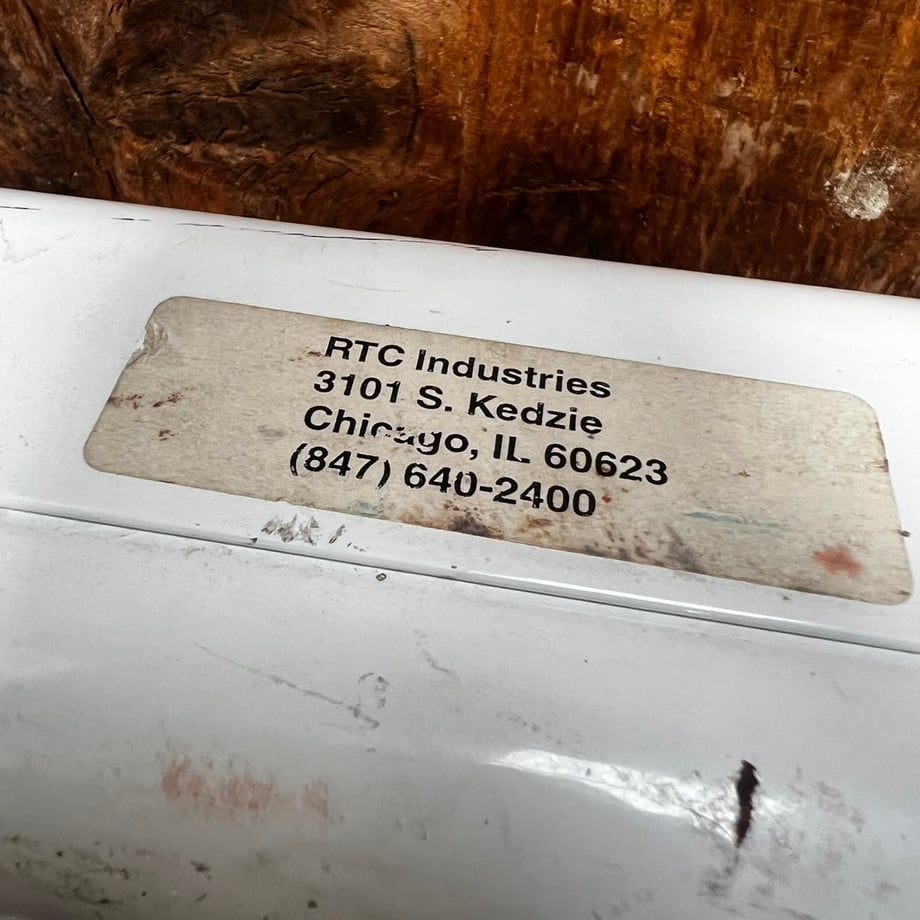 RTC Industries
3101 S. Kedzie
Chicago, IL 60623
(847) 640-2400